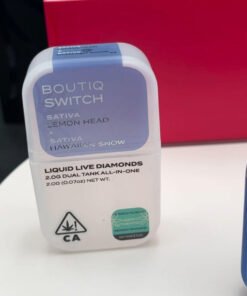 BOUTIQ
SWITCH
SATIVA
LEMON HEAD
+
SATIVA
HAWAIIAN SNOW
LIQUID LIVE DIAMONDS
2.0G DUAL TANK ALL-IN-ONE
2.0G (0.07oz) NET WT.
CA